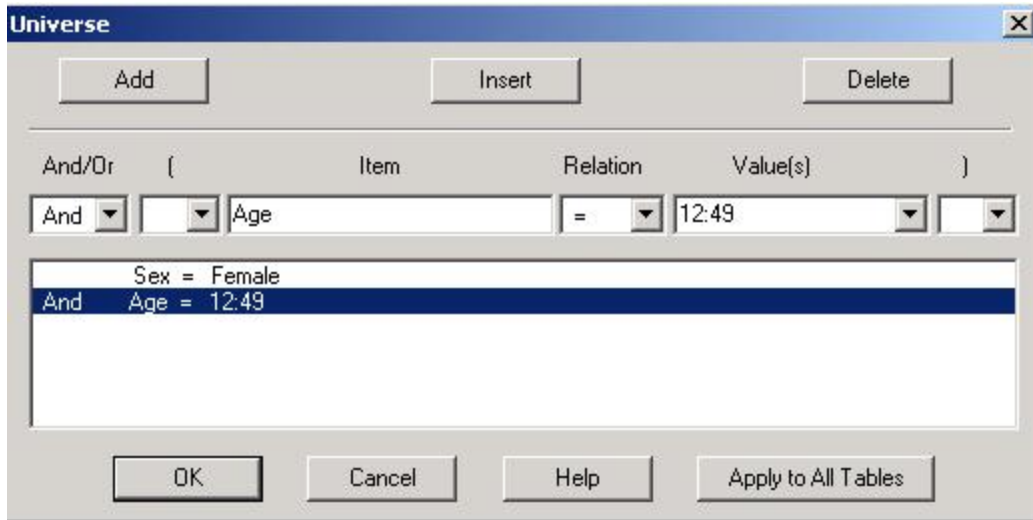 Universe
Add Insert Delete
And/Or ( Item Relation Value(s) )
And Age = 12:49
Sex = Female
And Age = 12:49
OK Cancel Help Apply to All Tables